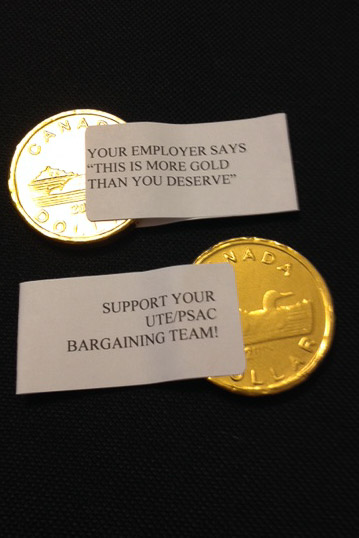 CANADA
DOLLAR
YOUR EMPLOYER SAYS
"THIS IS MORE GOLD
THAN YOU DESERVE"
SUPPORT YOUR
UTE/PSAC
BARGAINING TEAM!
NADA
OLLAR